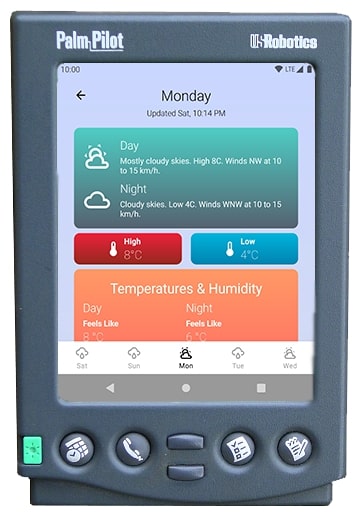 Palm-Pilot U.S.Robotics
10:00 LTE
Monday
Updated Sat, 10:14 PM
Day
Mostly cloudy skies. High 8C. Winds NW at 10
to 15 km/h.
Night
Cloudy skies. Low 4C. Winds WNW at 10 to 15
km/h.
High
8°C
Low
4°C
Temperatures & Humidity
Day Night
Feels Like Feels Like
8 °C 6 °C
Sat Sun Mon Tue Wed